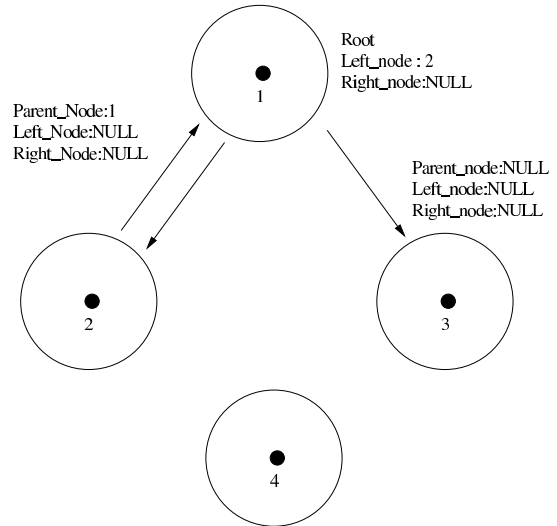 Root
Left_node : 2
Right_node:NULL
1
Parent_Node:1
Left_Node:NULL
Right_Node:NULL
Parent_node:NULL
Left_node:NULL
Right_node:NULL
2
3
4